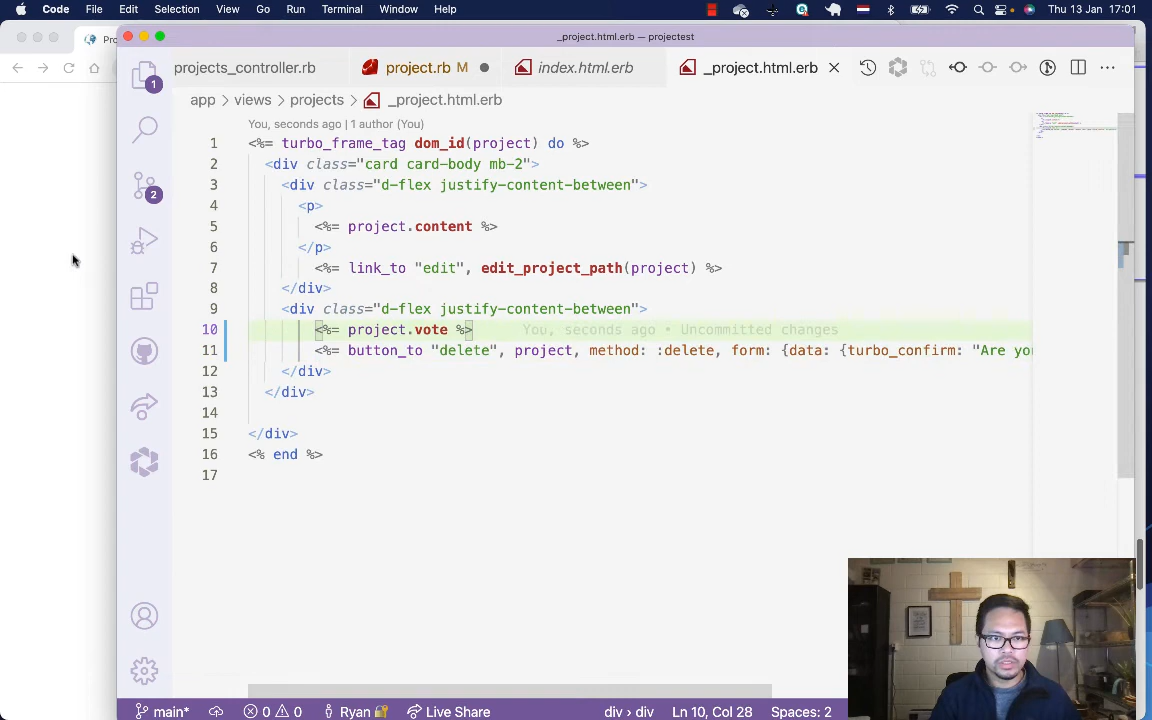 Code File Edit Selection View Go Run Terminal Window Help Thu 13 Jan 17:01
_project.html.erb — projectest
projects_controller.rb project.rb M index.html.erb _project.html.erb
app > views > projects > _project.html.erb
You, seconds ago | 1 author (You)
1 <%= turbo_frame_tag dom_id(project) do %>
2 <div class="card card-body mb-2">
3 <div class="d-flex justify-content-between">
4 <p>
5 <%= project.content %>
6 </p>
7 <%= link_to "edit", edit_project_path(project) %>
8 </div>
9 <div class="d-flex justify-content-between">
10 <%= project.vote %> You, seconds ago • Uncommitted changes
11 <%= button_to "delete", project, method: :delete, form: {data: {turbo_confirm: "Are you
12 </div>
13 </div>
14
15 </div>
16 <% end %>
17
1
2
main* 0 0 Ryan Live Share div > div Ln 10, Col 28 Spaces: 2